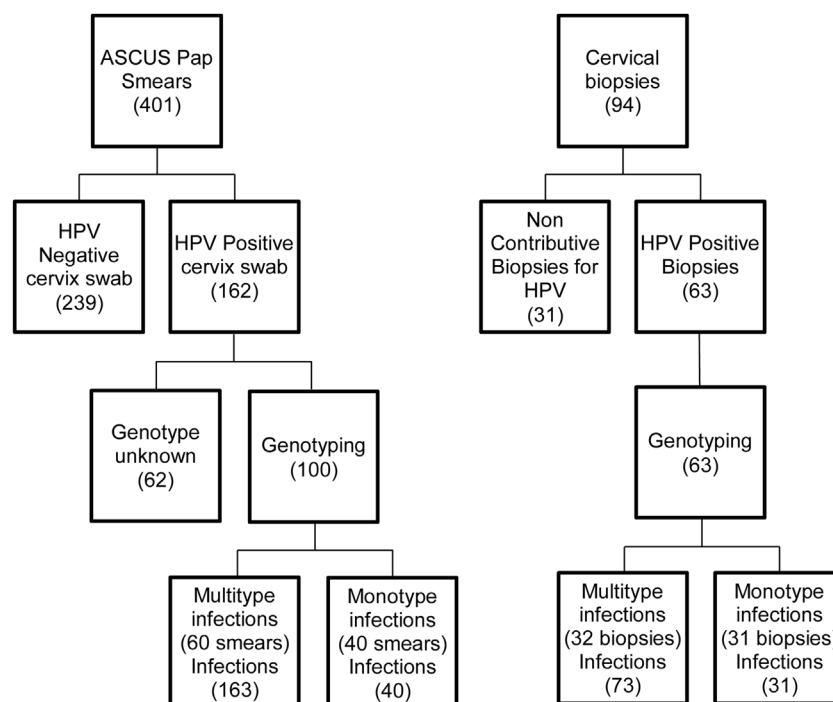 ASCUS Pap
Smears
(401)
Cervical
biopsies
(94)
HPV
Negative
cervix swab
(239)
HPV Positive
cervix swab
(162)
Non
Contributive
Biopsies for
HPV
(31)
HPV Positive
Biopsies
(63)
Genotype
unknown
(62)
Genotyping
(100)
Genotyping
(63)
Multitype
infections
(60 smears)
Infections
(163)
Monotype
infections
(40 smears)
Infections
(40)
Multitype
infections
(32 biopsies)
Infections
(73)
Monotype
infections
(31 biopsies)
Infections
(31)